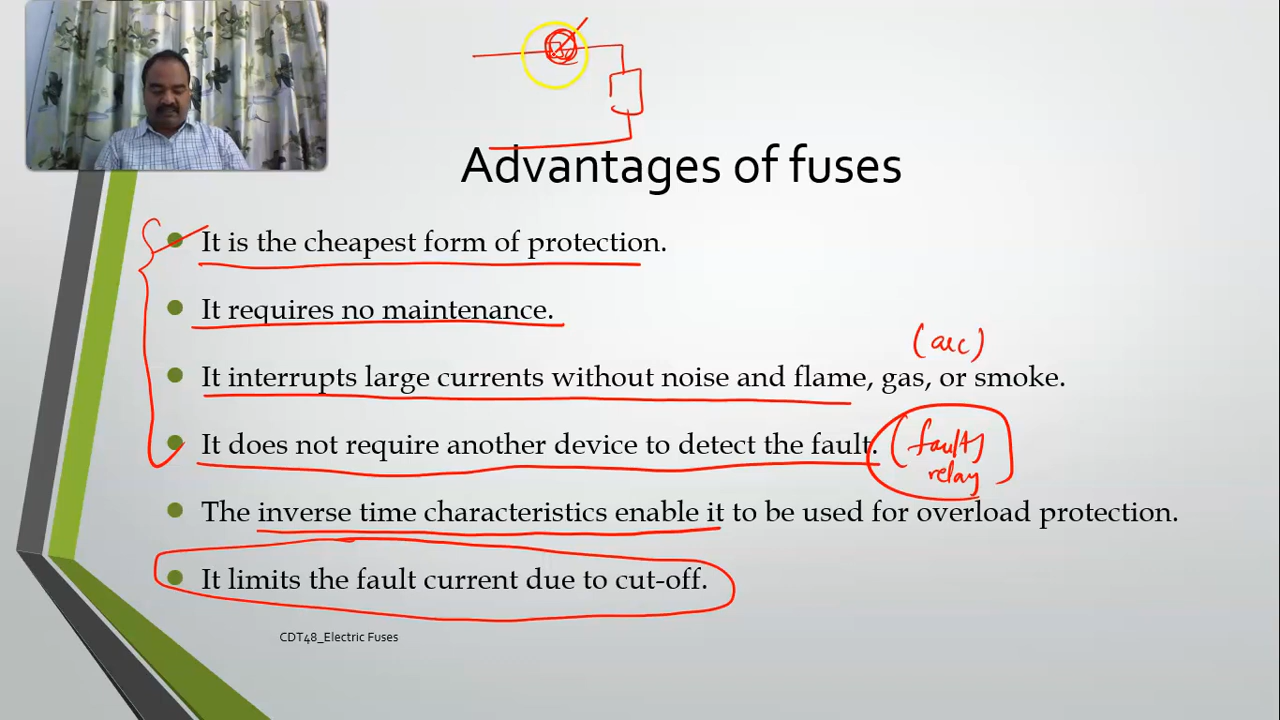 Advantages of fuses
It is the cheapest form of protection.
It requires no maintenance.
(arc)
It interrupts large currents without noise and flame, gas, or smoke.
It does not require another device to detect the fault. (faulty
relay
The inverse time characteristics enable it to be used for overload protection.
It limits the fault current due to cut-off.
CDT48_Electric Fuses